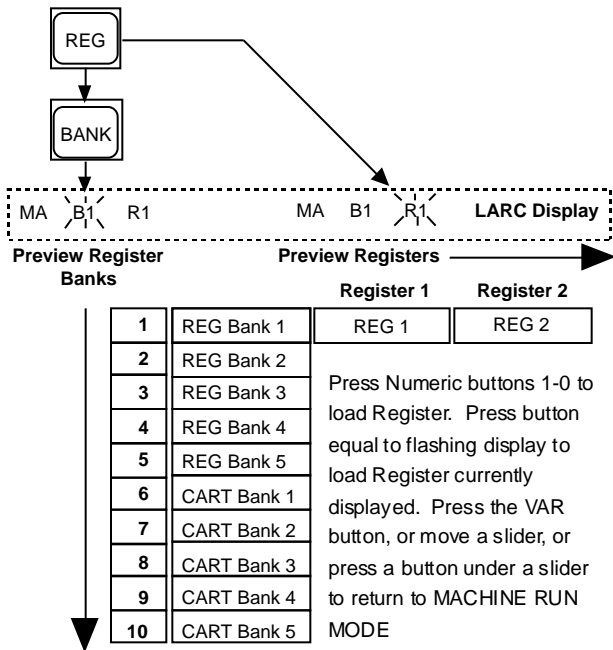 REG
BANK
MA B1 R1 MA B1 R1 LARC Display
Preview Register Banks
Preview Registers
Register 1 Register 2
1 REG Bank 1 REG 1 REG 2
2 REG Bank 2
3 REG Bank 3
4 REG Bank 4
5 REG Bank 5
6 CART Bank 1
7 CART Bank 2
8 CART Bank 3
9 CART Bank 4
10 CART Bank 5
Press Numeric buttons 1-0 to
load Register. Press button
equal to flashing display to
load Register currently
displayed. Press the VAR
button, or move a slider, or
press a button under a slider
to return to MACHINE RUN
MODE